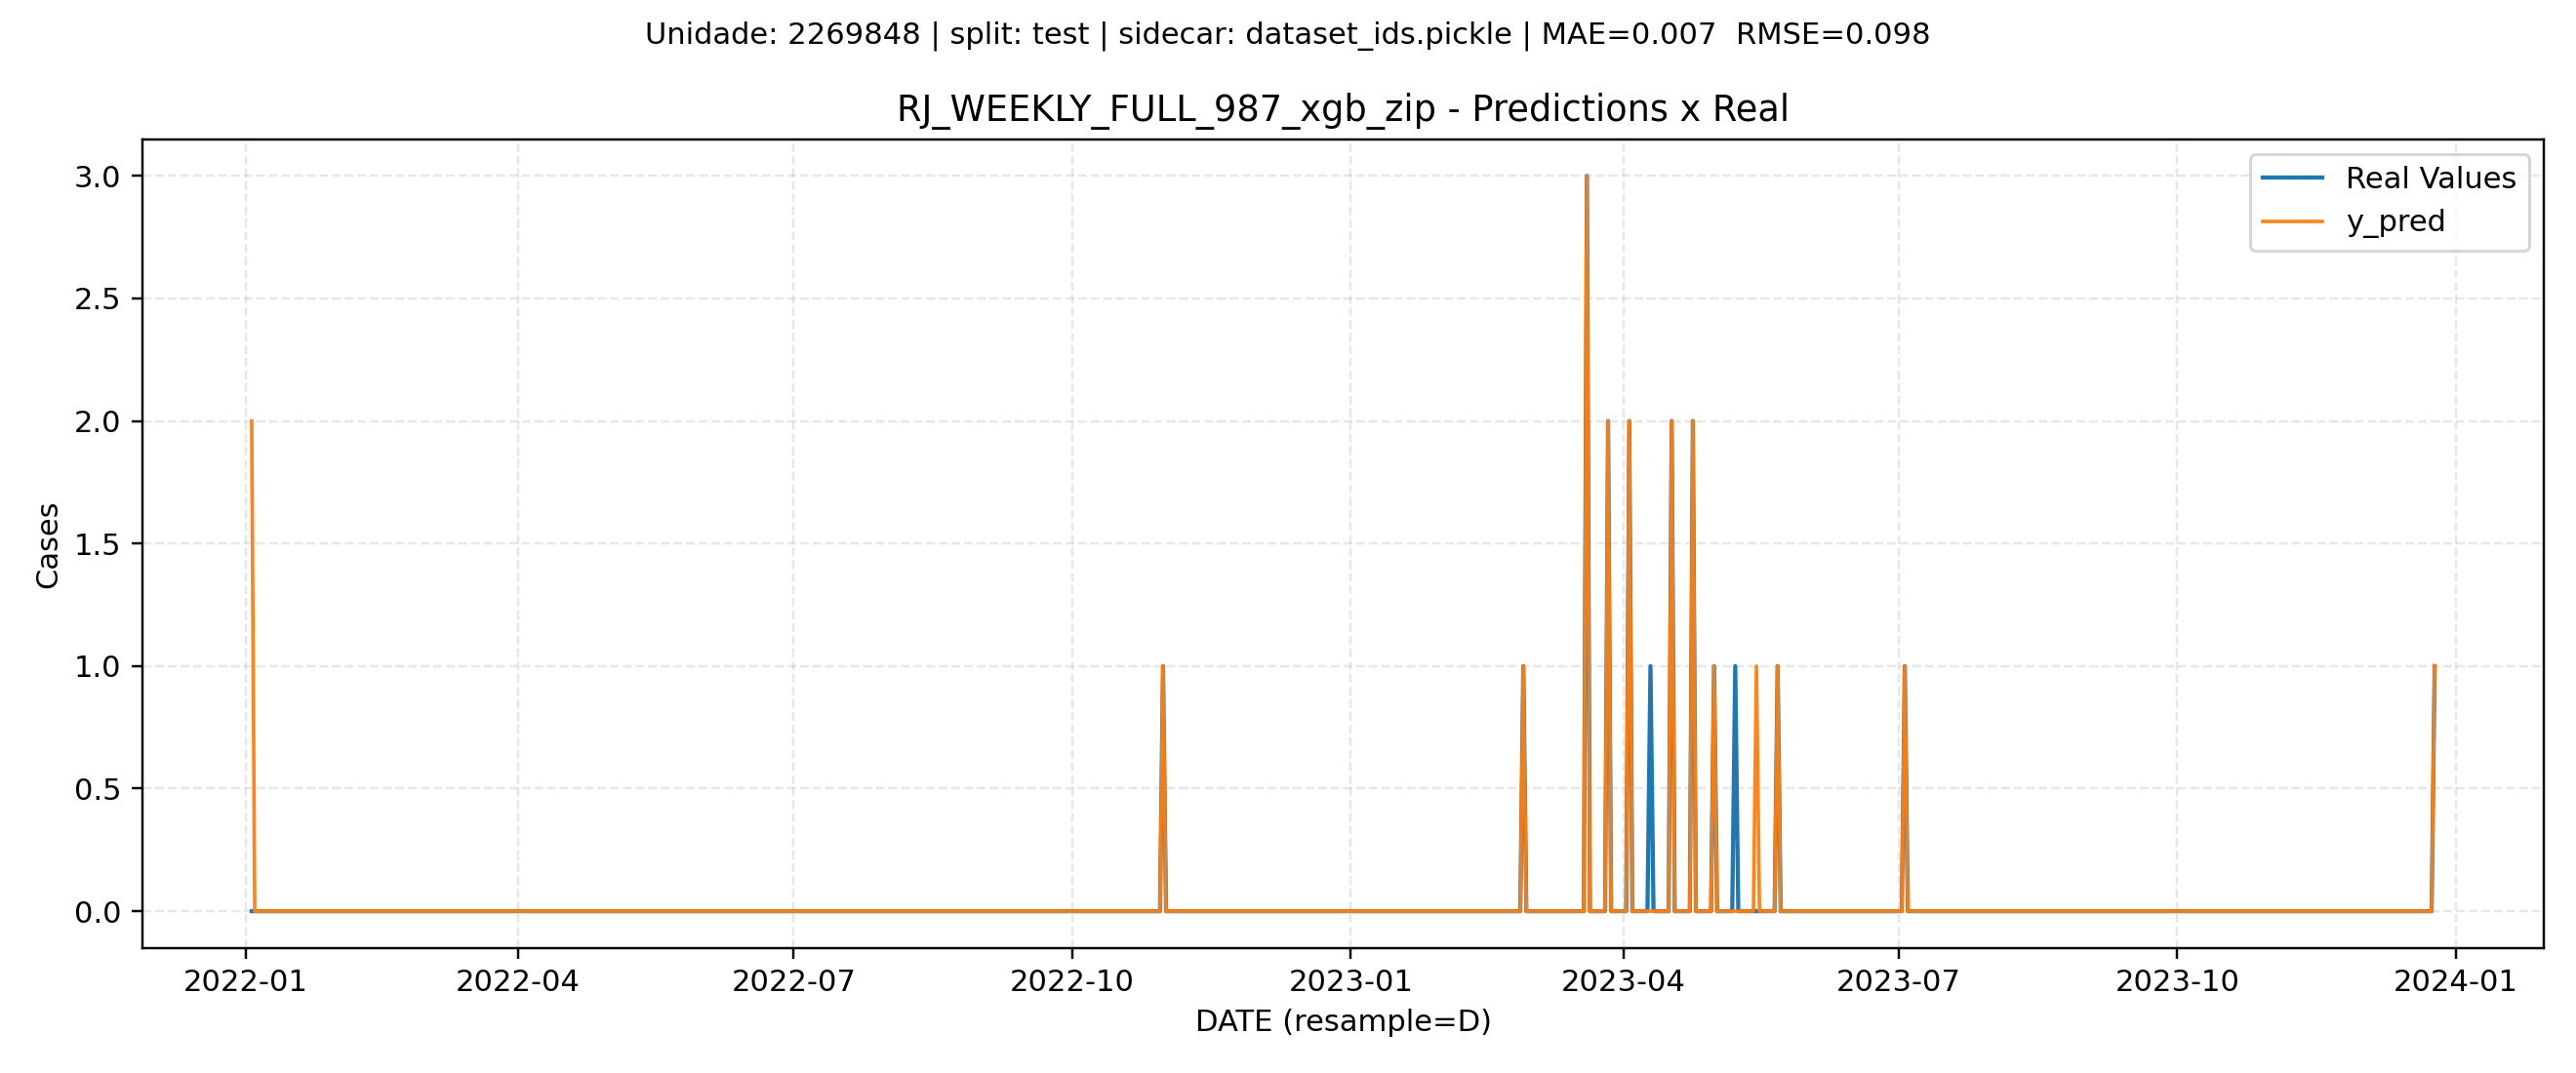 Unidade: 2269848 | split: test | sidecar: dataset_ids.pickle | MAE=0.007  RMSE=0.098
RJ_WEEKLY_FULL_987_xgb_zip - Predictions x Real
Real Values
y_pred
Cases
3.0
2.5
2.0
1.5
1.0
0.5
0.0
2022-01
2022-04
2022-07
2022-10
2023-01
2023-04
2023-07
2023-10
2024-01
DATE (resample=D)